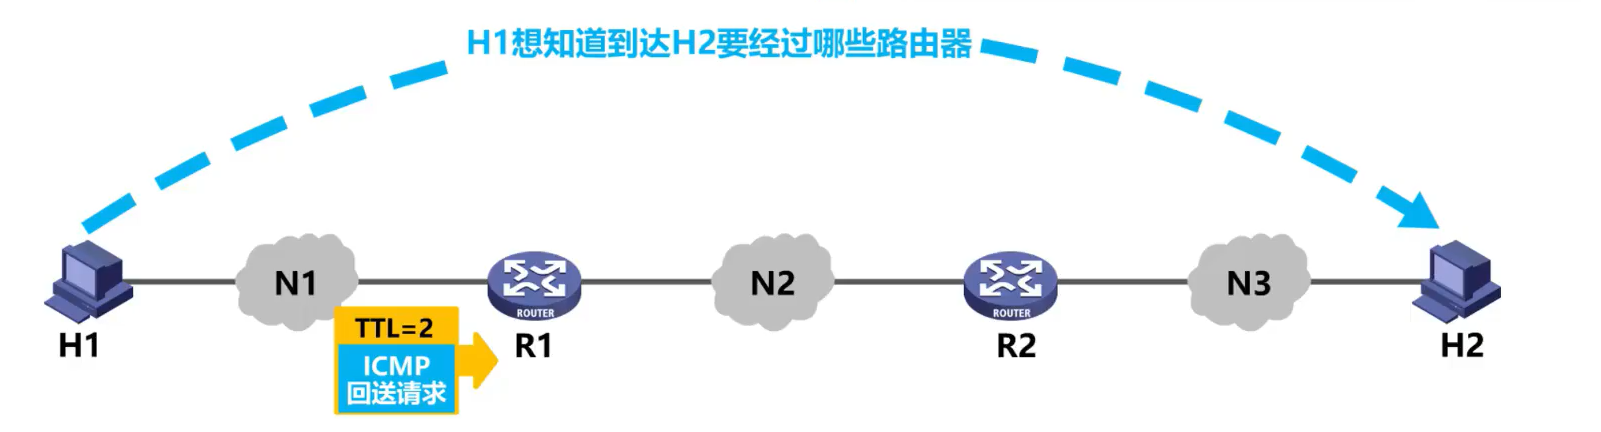 H1想知道到达H2要经过哪些路由器
N1
N2
N3
ROUTER
ROUTER
H1
TTL=2
ICMP
回送请求
R1
R2
H2